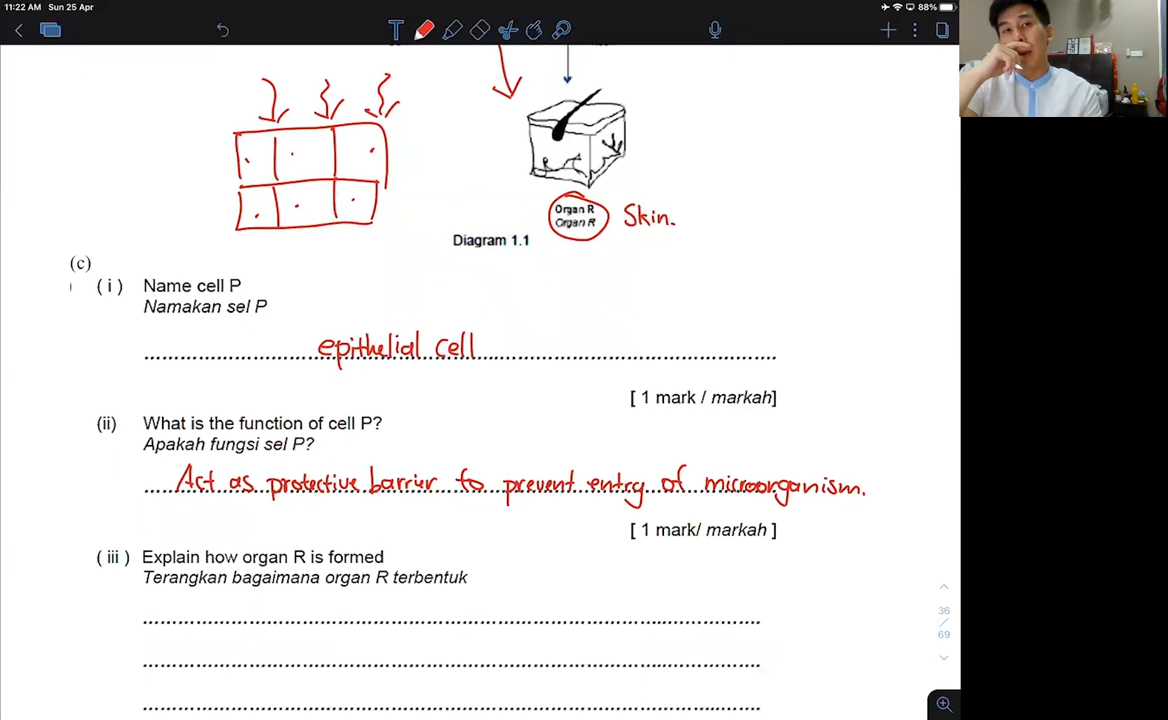 11:22 AM Sun 25 Apr
88%
T
Organ R
Organ R
Skin.
Diagram 1.1
(c)
( i ) Name cell P
Namakan sel P
epithelial cell
[ 1 mark / markah]
(ii) What is the function of cell P?
Apakah fungsi sel P?
Act as protective barrier to prevent entry of microorganism.
[ 1 mark/ markah ]
( iii ) Explain how organ R is formed
Terangkan bagaimana organ R terbentuk
36
/
69